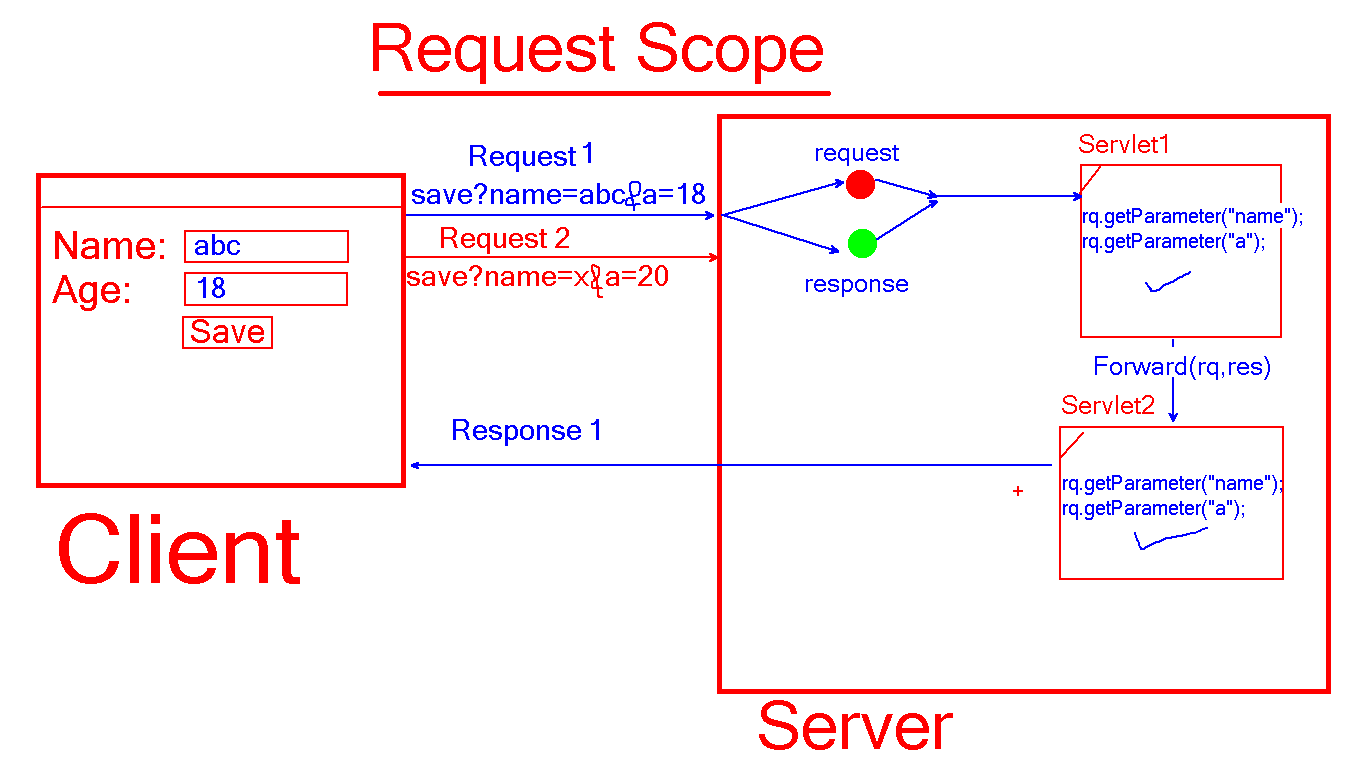 Request Scope
Request 1
save?name=abc&a=18
Request 2
save?name=x&a=20
Name: abc
Age: 18
Save
Response 1
Client
request
response
Servlet1
rq.getParameter("name");
rq.getParameter("a");
Forward(rq,res)
Servlet2
rq.getParameter("name");
rq.getParameter("a");
Server